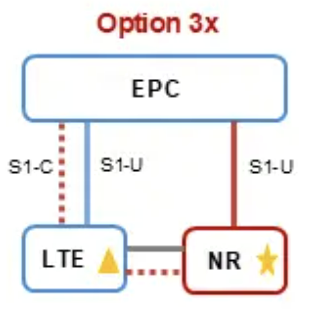 Option 3x
EPC
S1-C
S1-U
S1-U
LTE
NR